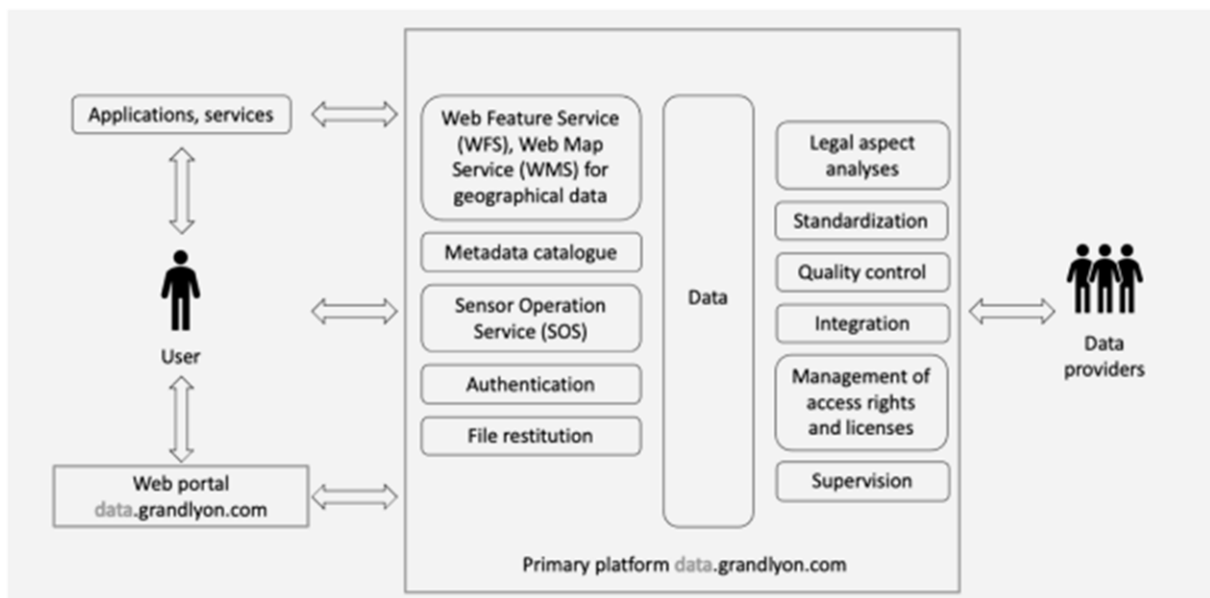 Applications, services
User
Web portal
data.grandlyon.com
Web Feature Service
(WFS), Web Map
Service (WMS) for
geographical data
Metadata catalogue
Sensor Operation
Service (SOS)
Authentication
File restitution
Data
Legal aspect
analyses
Standardization
Quality control
Integration
Management of
access rights
and licenses
Supervision
Primary platform data.grandlyon.com
Data
providers